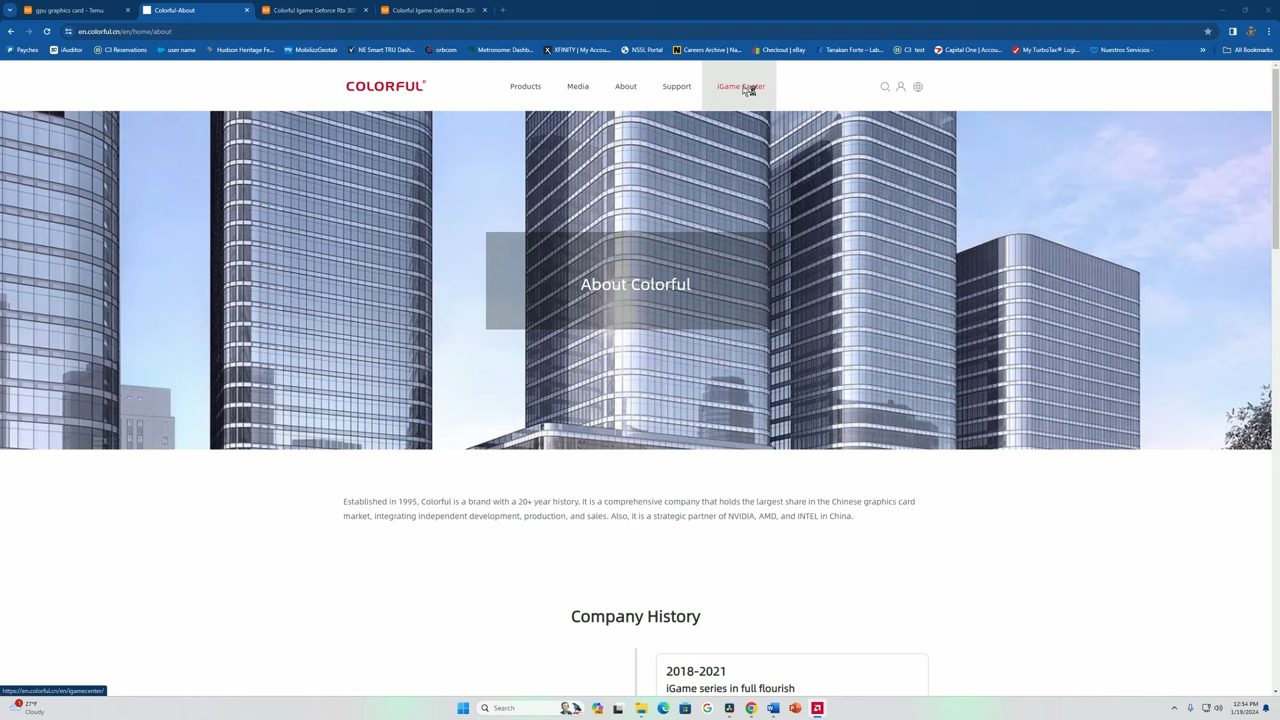 gpu graphics card - Temu
Colorful-About
Colorful Igame Geforce Rtx 30
Colorful Igame Geforce Rtx 30
en.colorful.cn/en/home/about
Paychex
iAuditor
C3 Reservations
user name
Hudson Heritage Fe...
MobilizzGeotab
NE Smart TRU Dash...
orbcom
Metronome: Dashb...
XFINITY | My Accou...
NSSL Portal
Careers Archive | Na...
Checkout | eBay
Tanakan Forte – Lab...
C3 test
Capital One | Accou...
My TurboTax® Logi...
Nuestros Servicios -
»
All Bookmarks
COLORFUL®
Products
Media
About
Support
iGame Center
About Colorful
Established in 1995, Colorful is a brand with a 20+ year history. It is a comprehensive company that holds the largest share in the Chinese graphics card
market, integrating independent development, production, and sales. Also, it is a strategic partner of NVIDIA, AMD, and INTEL in China.
Company History
2018-2021
iGame series in full flourish
https://en.colorful.cn/en/igamecenter/
1
27°F
Cloudy
Search
12:54 PM
1/19/2024